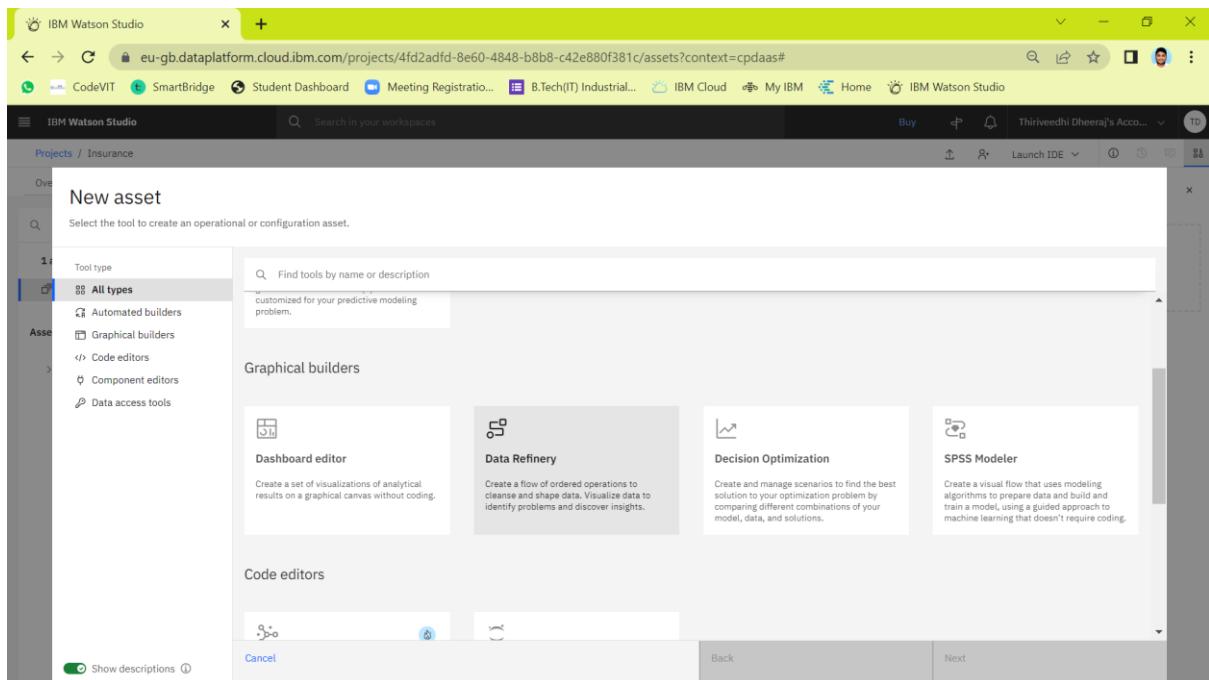 IBM Watson Studio
eu-gb.dataplatform.cloud.ibm.com/projects/4fd2adfd-8e60-4848-b8b8-c42e880f381c/assets?context=cpdaas#
CodeVIT SmartBridge Student Dashboard Meeting Registratio... B.Tech(IT) Industrial... IBM Cloud My IBM Home IBM Watson Studio
IBM Watson Studio Search in your workspaces Buy Thiriveedhi Dheeraj's Acco... TD
Projects / Insurance Launch IDE
Ove
New asset
Select the tool to create an operational or configuration asset.
1 a
Asse
Tool type
All types
Automated builders
Graphical builders
Code editors
Component editors
Data access tools
Show descriptions
Find tools by name or description
customized for your predictive modeling
problem.
Graphical builders
Dashboard editor
Create a set of visualizations of analytical
results on a graphical canvas without coding.
Data Refinery
Create a flow of ordered operations to
cleanse and shape data. Visualize data to
identify problems and discover insights.
Decision Optimization
Create and manage scenarios to find the best
solution to your optimization problem by
comparing different combinations of your
model, data, and solutions.
SPSS Modeler
Create a visual flow that uses modeling
algorithms to prepare data and build and
train a model, using a guided approach to
machine learning that doesn't require coding.
Code editors
Cancel
Back
Next